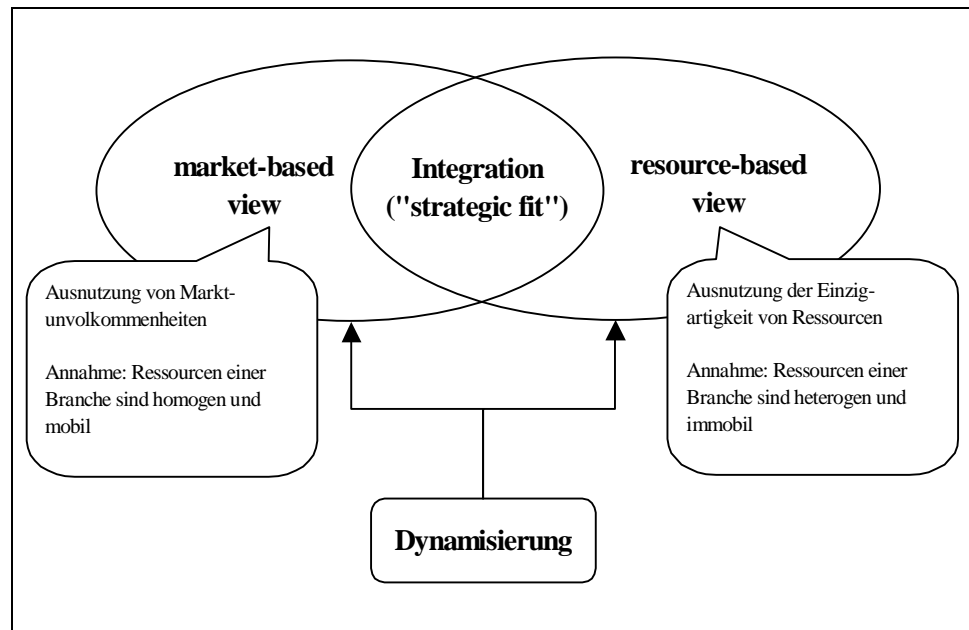 market-based
view
Integration
("strategic fit")
resource-based
view
Ausnutzung von Markt-
unvolkommenheiten
Annahme: Ressourcen einer
Branche sind homogen und
mobil
Ausnutzung der Einzig-
artigkeit von Ressourcen
Annahme: Ressourcen einer
Branche sind heterogen und
immobil
Dynamisierung